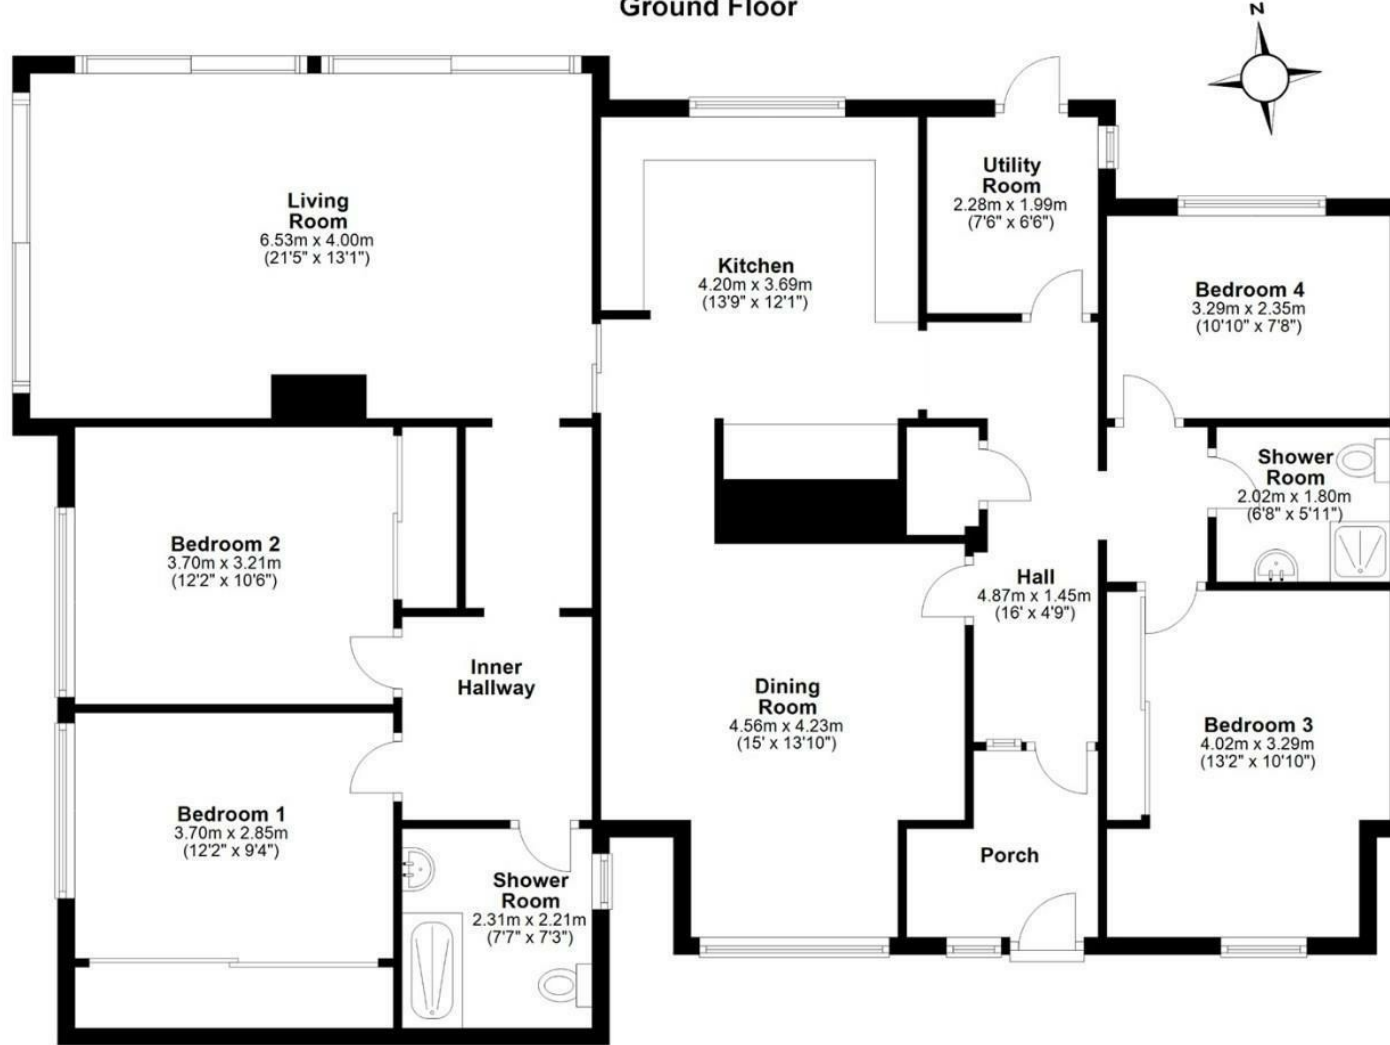 Ground Floor
N
Living
Room
6.53m x 4.00m
(21'5" x 13'1")
Kitchen
4.20m x 3.69m
(13'9" x 12'1")
Utility
Room
2.28m x 1.99m
(7'6" x 6'6")
Bedroom 4
3.29m x 2.35m
(10'10" x 7'8")
Shower
Room
2.02m x 1.80m
(6'8" x 5'11")
Bedroom 2
3.70m x 3.21m
(12'2" x 10'6")
Hall
4.87m x 1.45m
(16' x 4'9")
Inner
Hallway
Dining
Room
4.56m x 4.23m
(15' x 13'10")
Bedroom 3
4.02m x 3.29m
(13'2" x 10'10")
Bedroom 1
3.70m x 2.85m
(12'2" x 9'4")
Porch
Shower
Room
2.31m x 2.21m
(7'7" x 7'3")